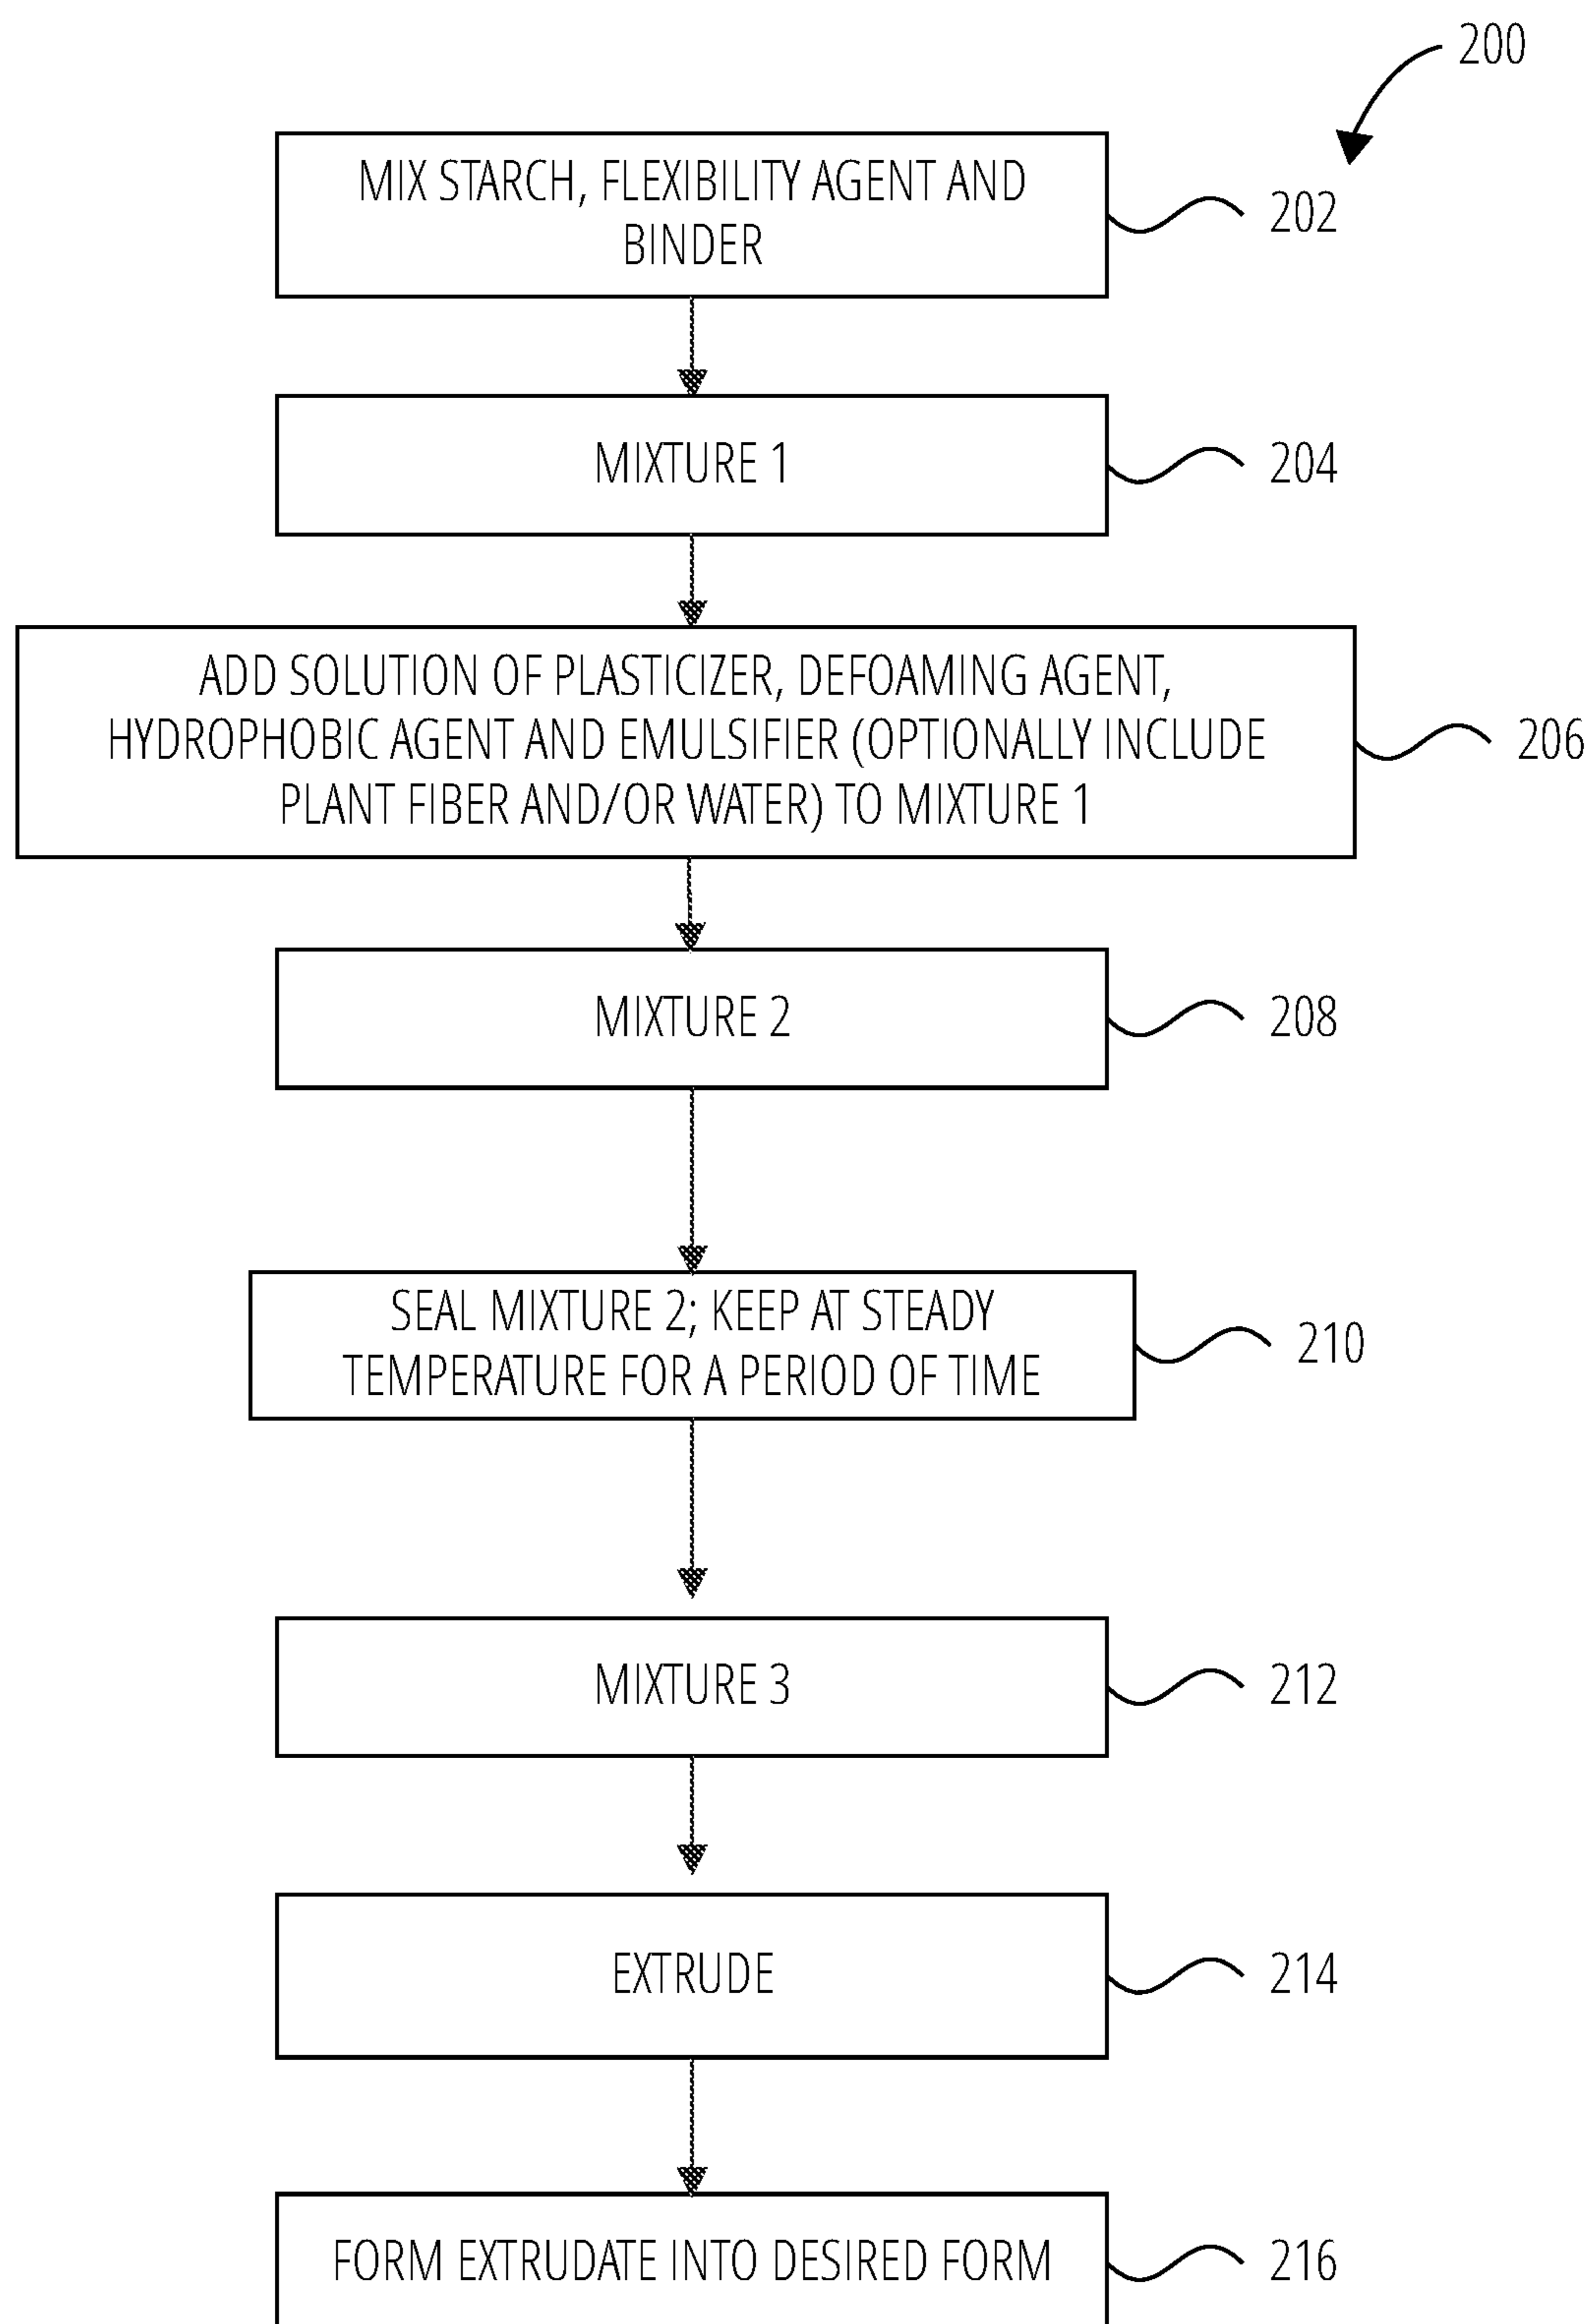 200
MIX STARCH, FLEXIBILITY AGENT AND
BINDER
202
MIXTURE 1
204
ADD SOLUTION OF PLASTICIZER, DEFOAMING AGENT,
HYDROPHOBIC AGENT AND EMULSIFIER (OPTIONALLY INCLUDE
PLANT FIBER AND/OR WATER) TO MIXTURE 1
206
MIXTURE 2
208
SEAL MIXTURE 2; KEEP AT STEADY
TEMPERATURE FOR A PERIOD OF TIME
210
MIXTURE 3
212
EXTRUDE
214
FORM EXTRUDATE INTO DESIRED FORM
216